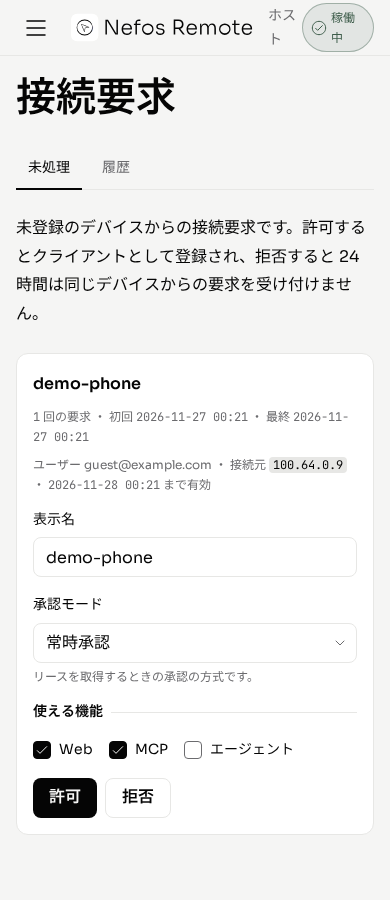 Nefos Remote
ホス
ト
稼働
中
接続要求
未処理
履歴
未登録のデバイスからの接続要求です。許可する
とクライアントとして登録され、拒否すると 24
時間は同じデバイスからの要求を受け付けませ
ん。
demo-phone
1 回の要求 ・ 初回 2026-11-27 00:21 ・ 最終 2026-11-
27 00:21
ユーザー guest@example.com ・ 接続元 100.64.0.9
・ 2026-11-28 00:21 まで有効
表示名
demo-phone
承認モード
常時承認
リースを取得するときの承認の方式です。
使える機能
Web MCP エージェント
許可 拒否